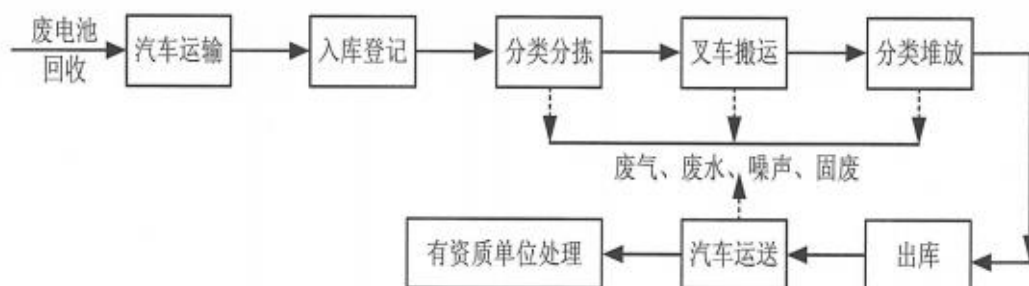 废电池
回收
汽车运输
入库登记
分类分拣
叉车搬运
分类堆放
废气、废水、噪声、固废
有资质单位处理
汽车运送
出库